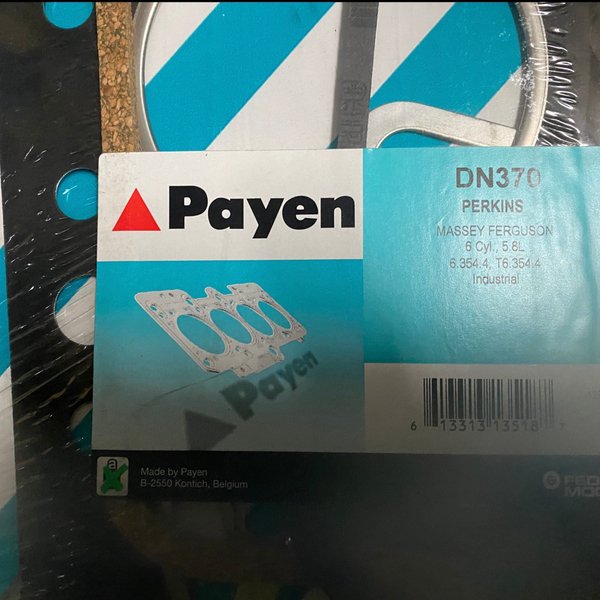 Payen
DN370
PERKINS
MASSEY FERGUSON
6 Cyl., 5.8L
6.354.4, T6.354.4
Industrial
Payen
6 13313 13518 7
a
Made by Payen
B-2550 Kontich, Belgium